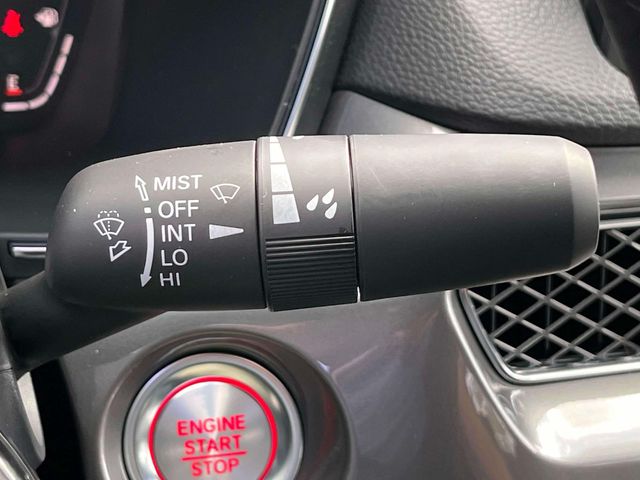 MIST
OFF
INT
LO
HI
ENGINE
START
STOP
E